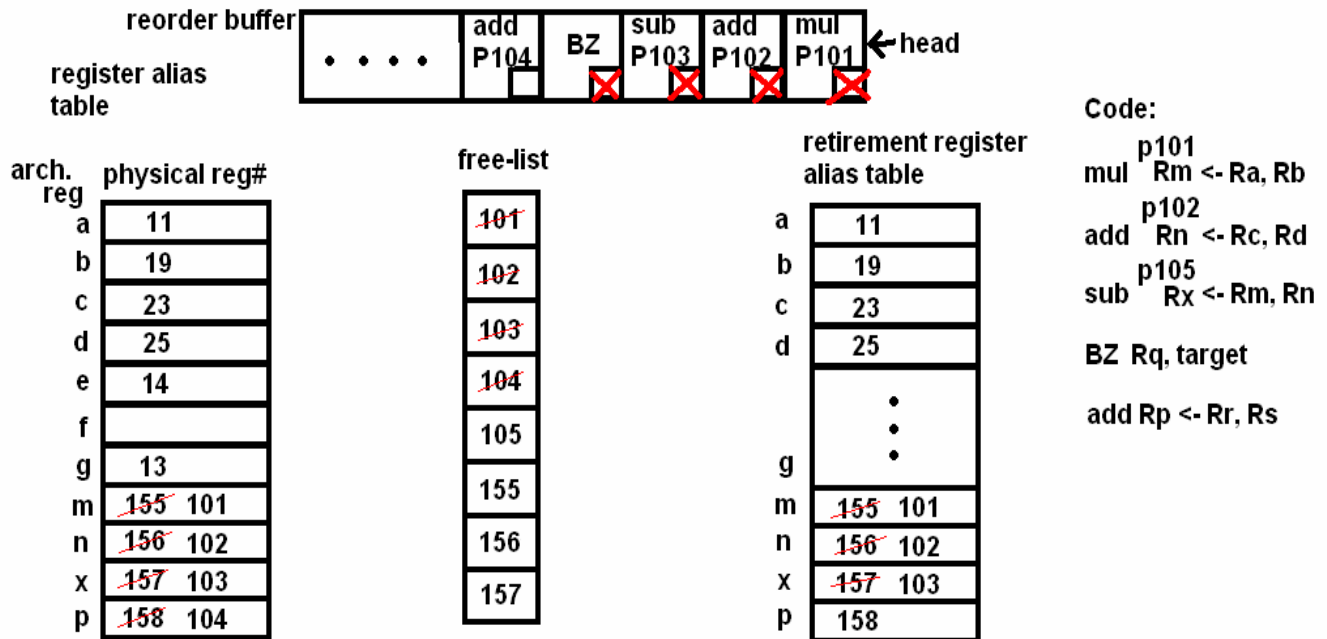 reorder buffer
add
P104
BZ
sub
P103
add
P102
mul
P101
head
register alias
table
arch.
reg
physical reg#
a 11
b 19
c 23
d 25
e 14
f
g 13
m 155 101
n 156 102
x 157 103
p 158 104
free-list
101
102
103
104
105
155
156
157
retirement register
alias table
a 11
b 19
c 23
d 25
g
m 155 101
n 156 102
x 157 103
p 158
Code:
p101
mul Rm <- Ra, Rb
p102
add Rn <- Rc, Rd
p105
sub Rx <- Rm, Rn
BZ Rq, target
add Rp <- Rr, Rs